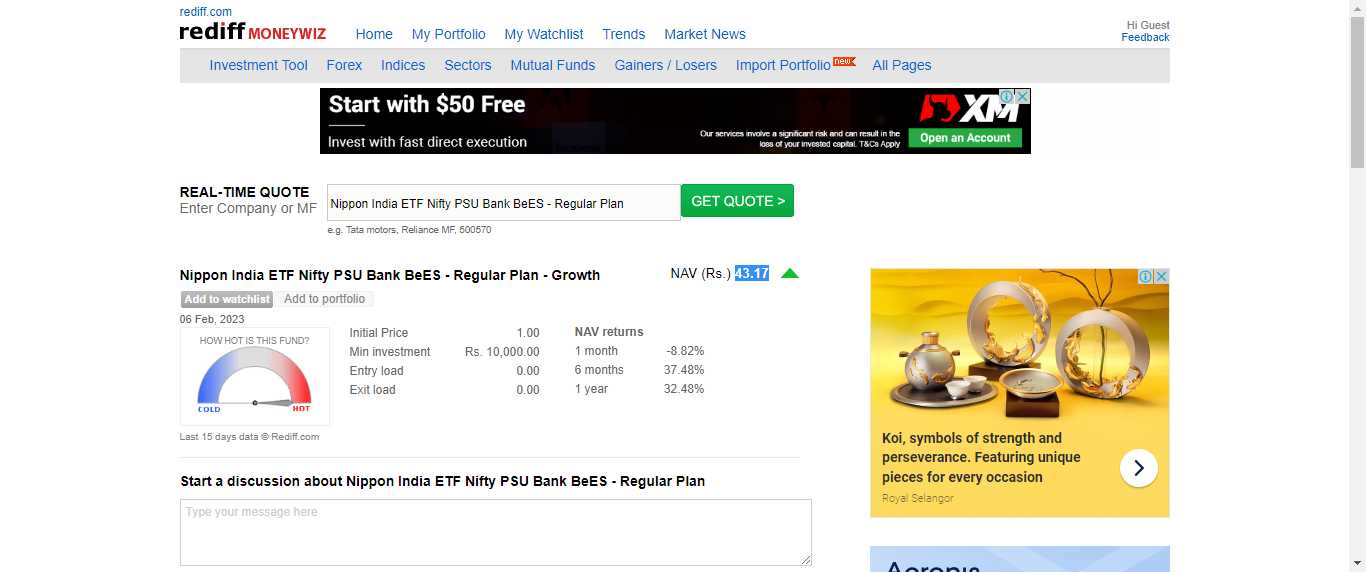 rediff.com
rediff MONEYWIZ
Home My Portfolio My Watchlist Trends Market News
Hi Guest
Feedback
Investment Tool Forex Indices Sectors Mutual Funds Gainers / Losers Import Portfolio new All Pages
Start with $50 Free
Invest with fast direct execution
Our services involve a significant risk and can result in the
loss of your invested capital. T&Cs Apply
XM
Open an Account
REAL-TIME QUOTE
Enter Company or MF
Nippon India ETF Nifty PSU Bank BeES - Regular Plan
GET QUOTE >
e.g. Tata motors, Reliance MF, 500570
Nippon India ETF Nifty PSU Bank BeES - Regular Plan - Growth
NAV (Rs.) 43.17
Add to watchlist Add to portfolio
06 Feb, 2023
HOW HOT IS THIS FUND?
COLD HOT
Last 15 days data © Rediff.com
Initial Price 1.00
Min investment Rs. 10,000.00
Entry load 0.00
Exit load 0.00
NAV returns
1 month -8.82%
6 months 37.48%
1 year 32.48%
Koi, symbols of strength and
perseverance. Featuring unique
pieces for every occasion
Royal Selangor
Start a discussion about Nippon India ETF Nifty PSU Bank BeES - Regular Plan
Type your message here
Acronis